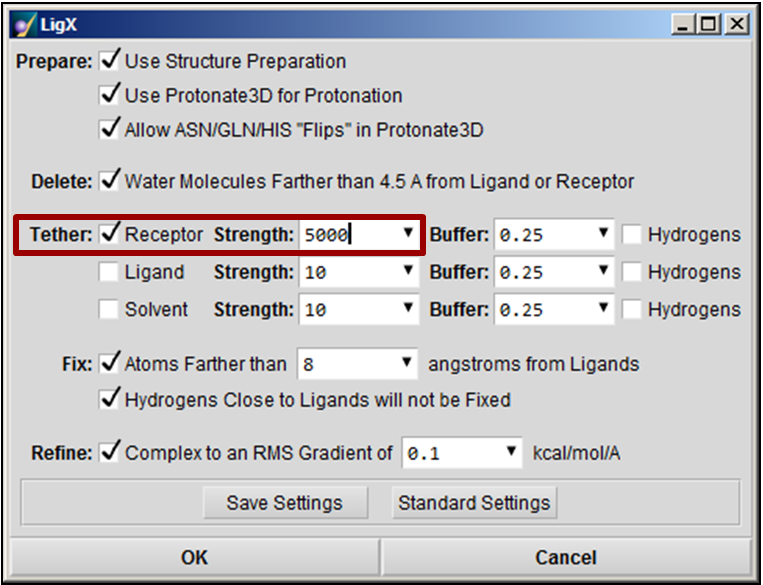 LigX
Prepare: Use Structure Preparation
Use Protonate3D for Protonation
Allow ASN/GLN/HIS "Flips" in Protonate3D
Delete: Water Molecules Farther than 4.5 A from Ligand or Receptor
Tether: Receptor Strength: 5000 Buffer: 0.25 Hydrogens
Ligand Strength: 10 Buffer: 0.25 Hydrogens
Solvent Strength: 10 Buffer: 0.25 Hydrogens
Fix: Atoms Farther than 8 angstroms from Ligands
Hydrogens Close to Ligands will not be Fixed
Refine: Complex to an RMS Gradient of 0.1 kcal/mol/A
Save Settings Standard Settings
OK Cancel